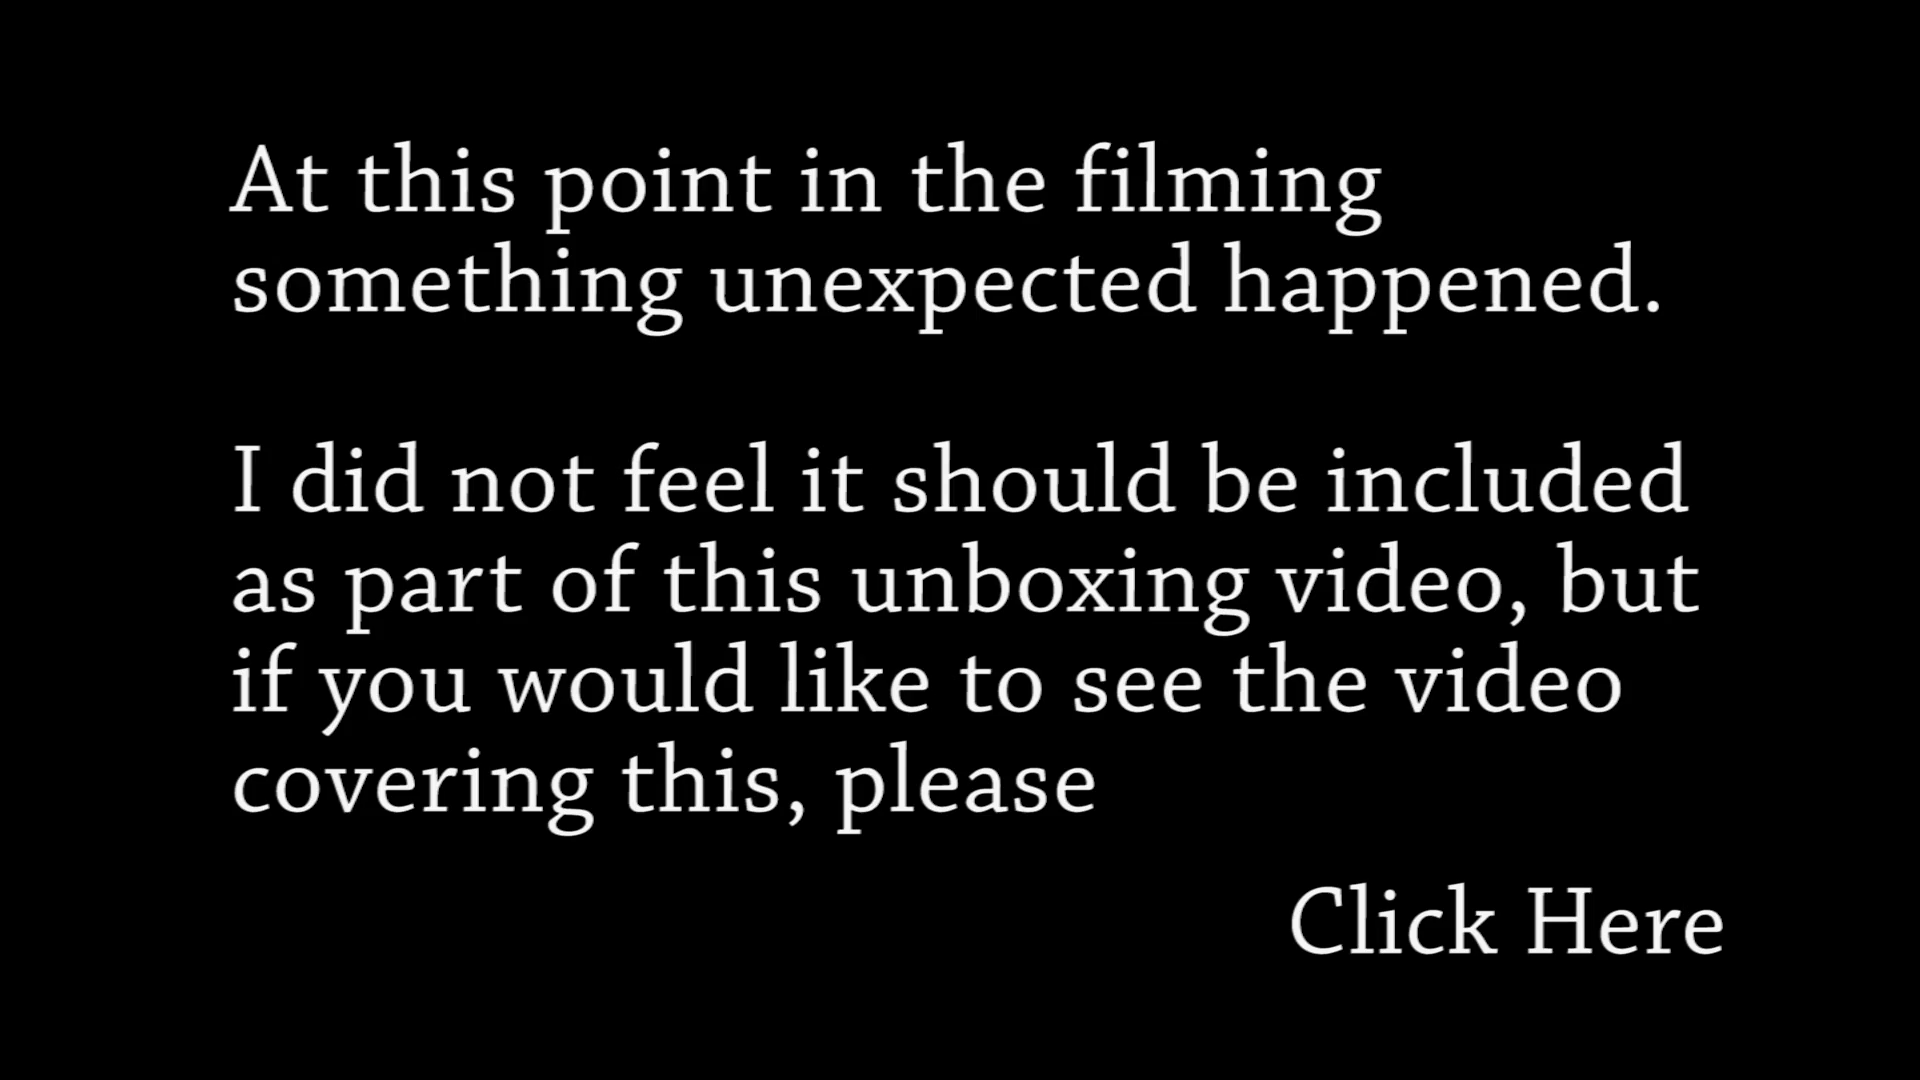 At this point in the filming
something unexpected happened.
I did not feel it should be included
as part of this unboxing video, but
if you would like to see the video
covering this, please
Click Here